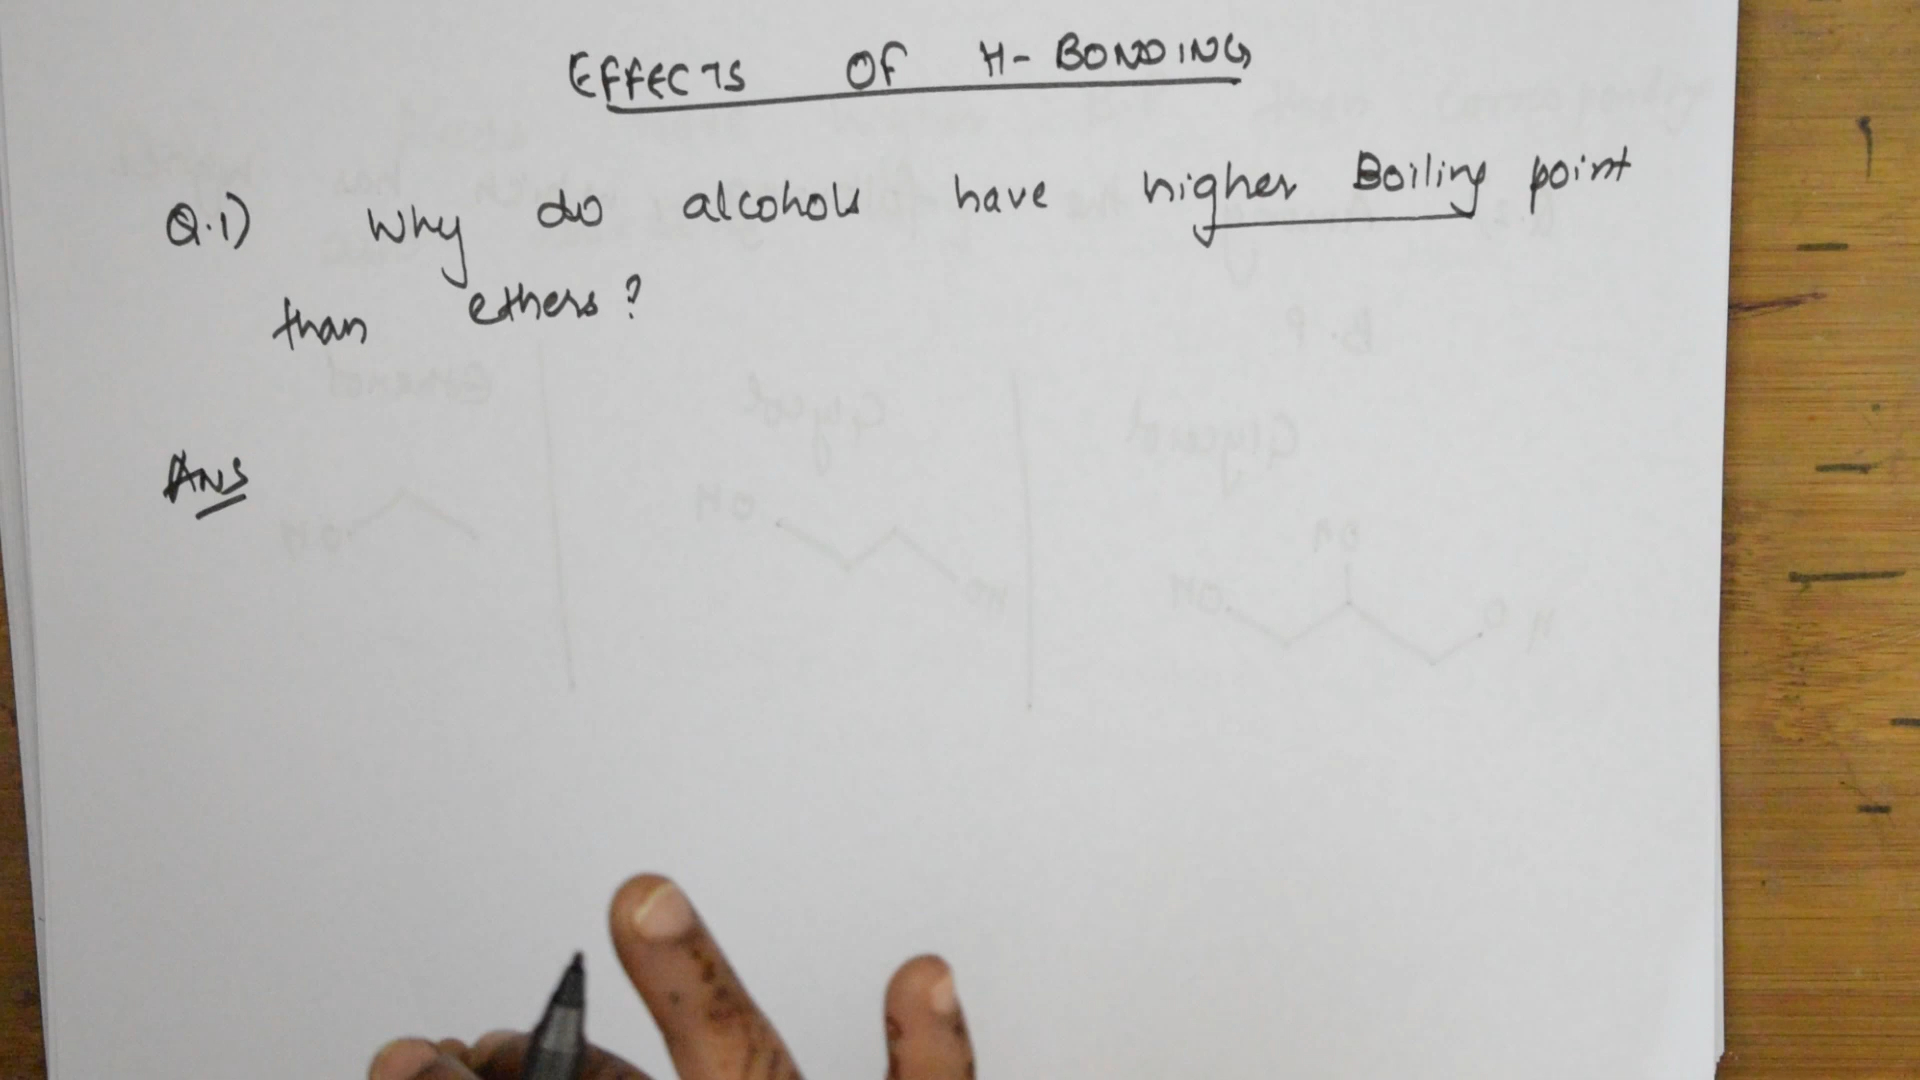 EFFECTS OF H-BONDING
Q.1) Why do alcohols have higher Boiling point
than ethers?
Ans